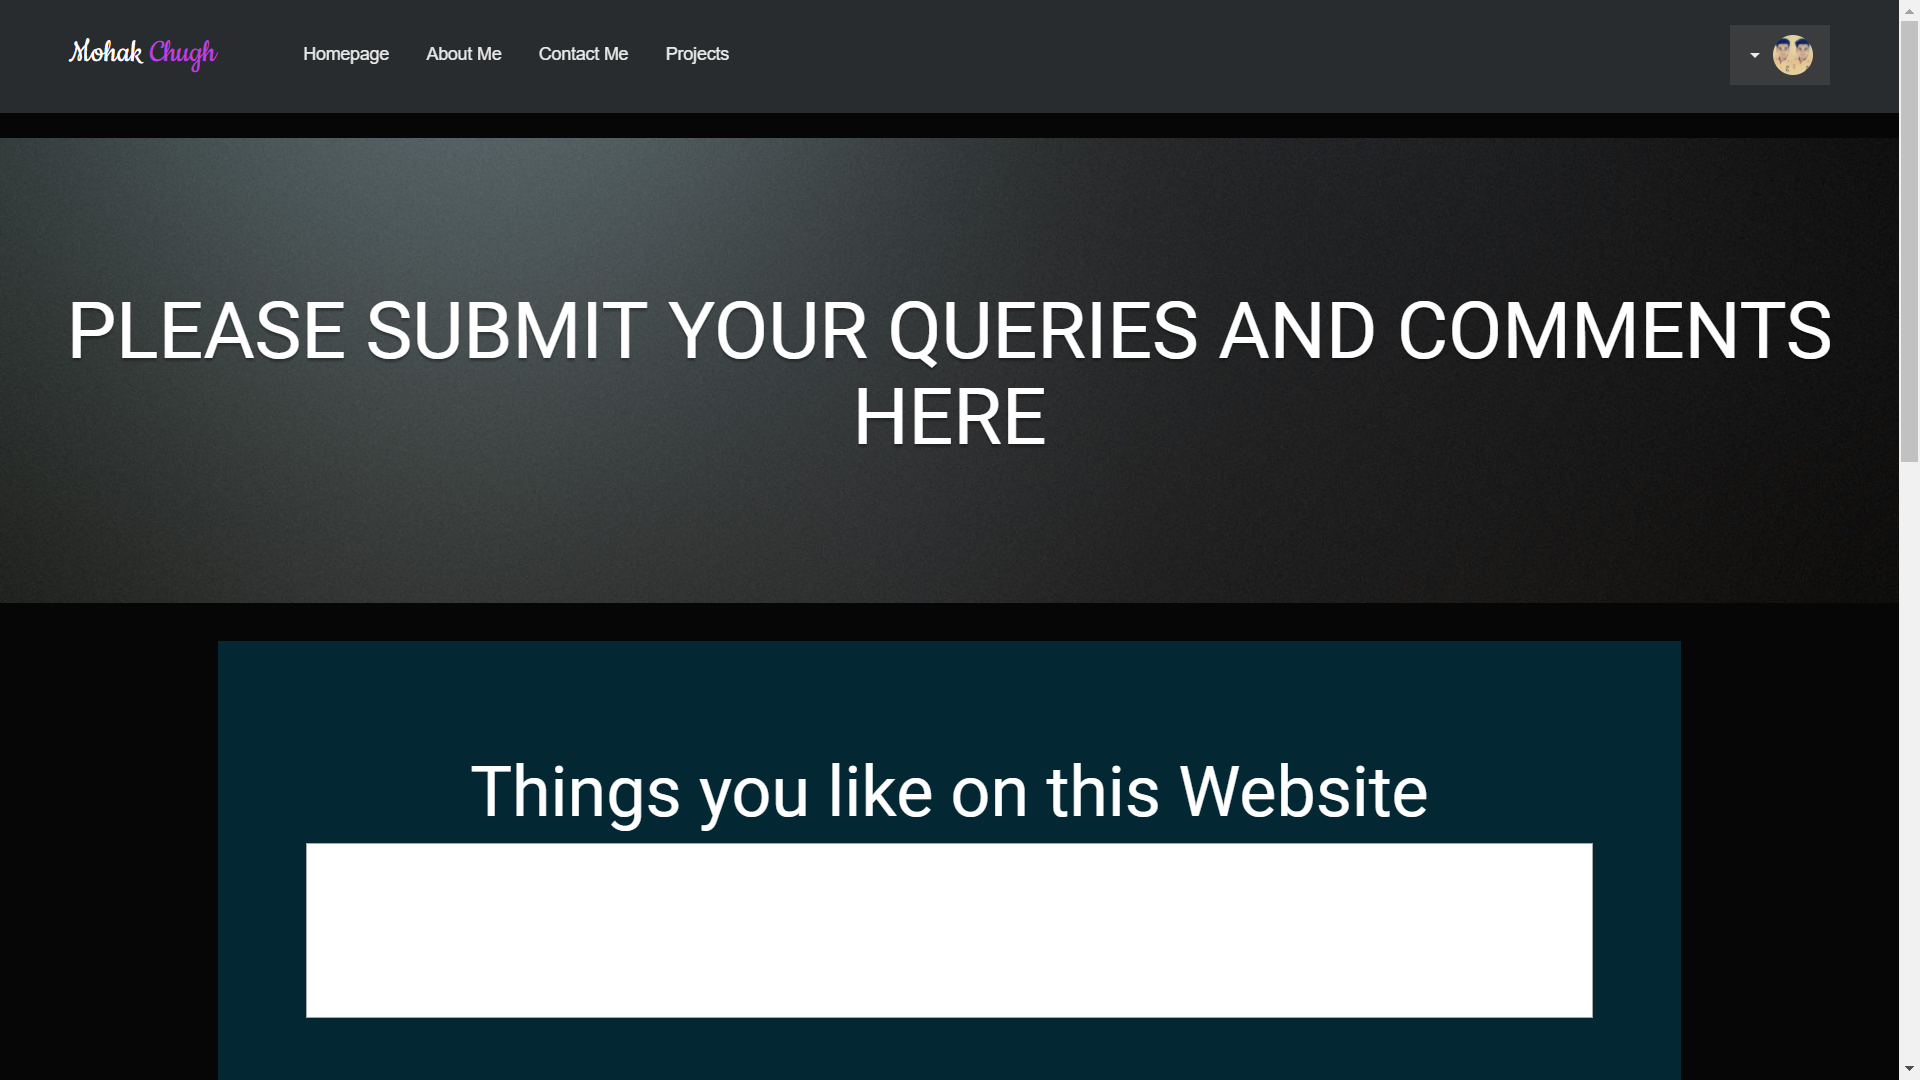 Mohak Chugh
Homepage About Me Contact Me Projects
PLEASE SUBMIT YOUR QUERIES AND COMMENTS
HERE
Things you like on this Website